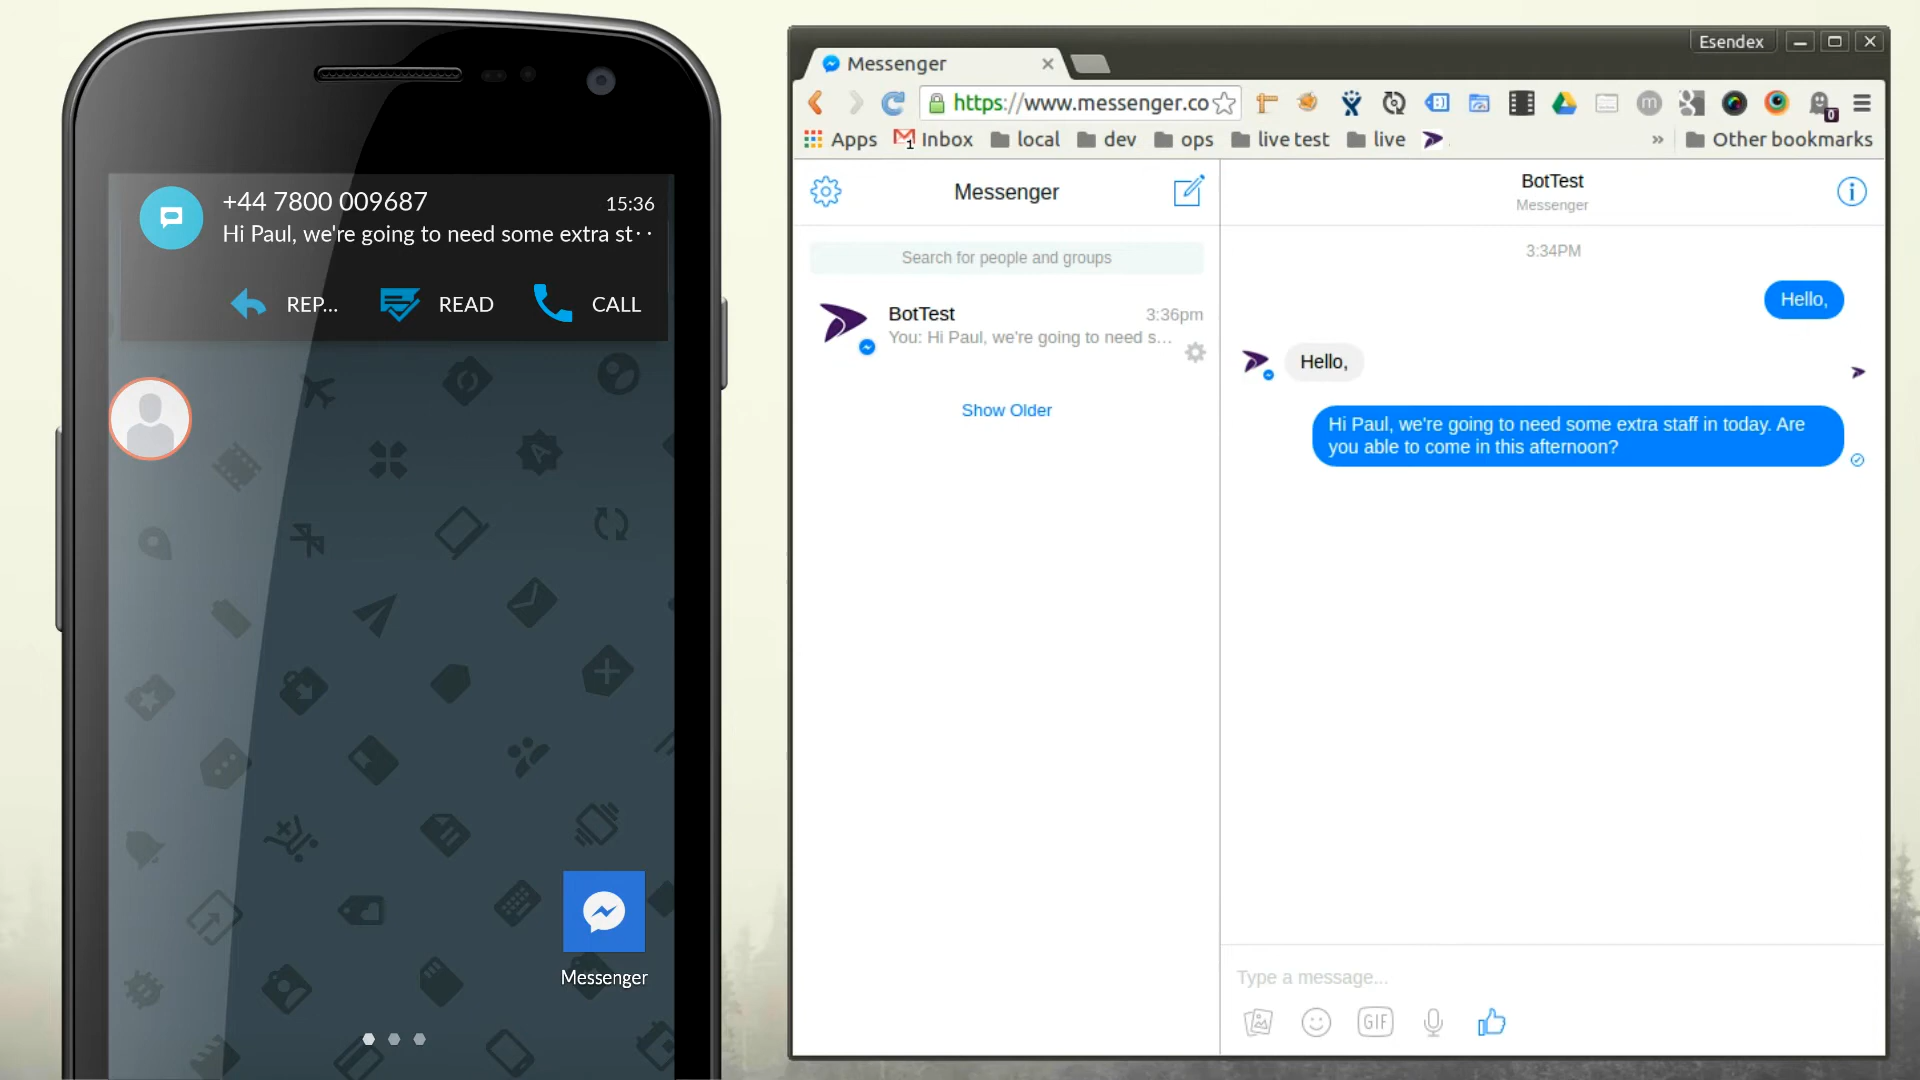 +44 7800 009687
15:36
Hi Paul, we're going to need some extra st··
REP...
READ
CALL
Messenger
Esendex
Messenger
https://www.messenger.co
m
0
Apps
1
Inbox
local
dev
ops
live test
live
»
Other bookmarks
Messenger
Search for people and groups
BotTest
3:36pm
You: Hi Paul, we're going to need s...
Show Older
BotTest
Messenger
3:34PM
Hello,
Hello,
Hi Paul, we're going to need some extra staff in today. Are
you able to come in this afternoon?
Type a message...
GIF